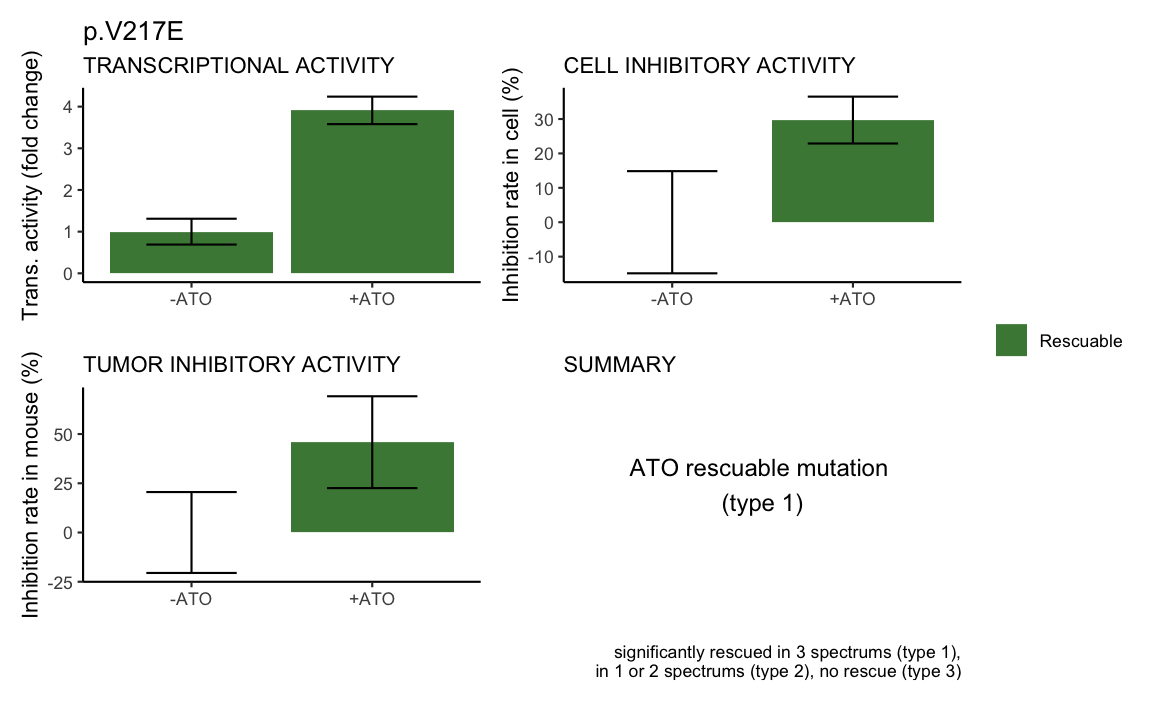 p.V217E
TRANSCRIPTIONAL ACTIVITY
Trans. activity (fold change)
4
3
2
1
0
-ATO +ATO
CELL INHIBITORY ACTIVITY
Inhibition rate in cell (%)
30
20
10
0
-10
-ATO +ATO
Rescuable
TUMOR INHIBITORY ACTIVITY
Inhibition rate in mouse (%)
50
25
0
-25
-ATO +ATO
SUMMARY
ATO rescuable mutation
(type 1)
significantly rescued in 3 spectrums (type 1),
in 1 or 2 spectrums (type 2), no rescue (type 3)